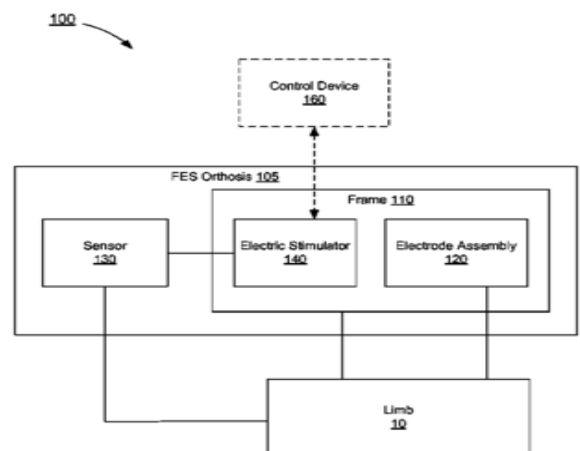 100
Control Device
160
FES Orthosis 105
Frame 110
Sensor
130
Electric Stimulator
140
Electrode Assembly
120
Limb
10